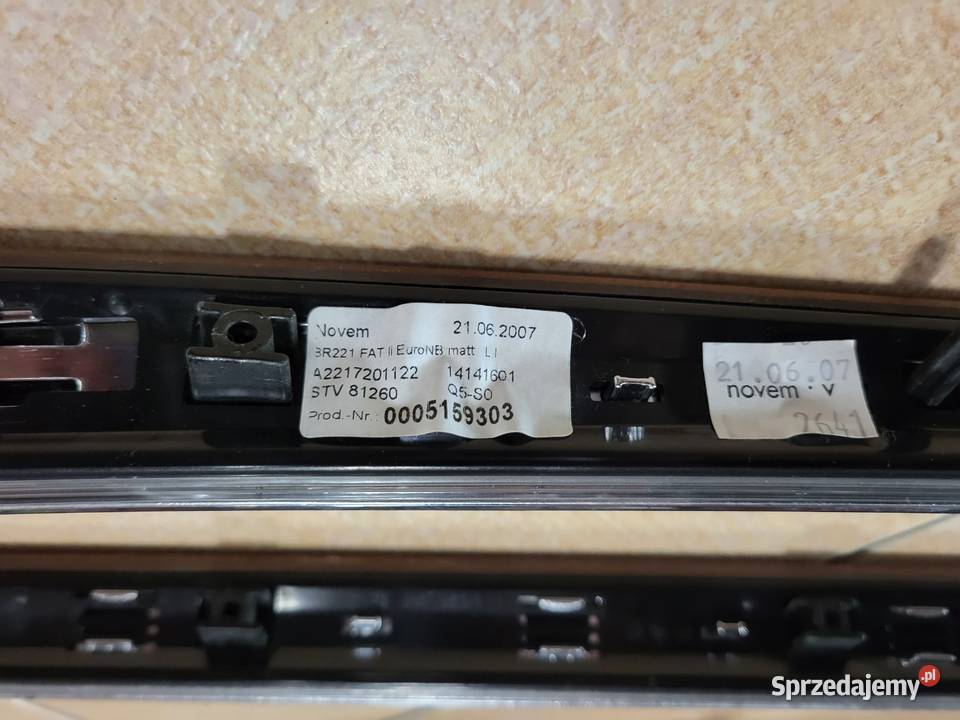 Novem 21.06.2007
BR221 FAT li EuroNB matt LI
A2217201122 14141601
STV 81260 Q5-S0
Prod.-Nr.: 0005159303
21.06.07
novem v
2641
Sprzedajemy.pl